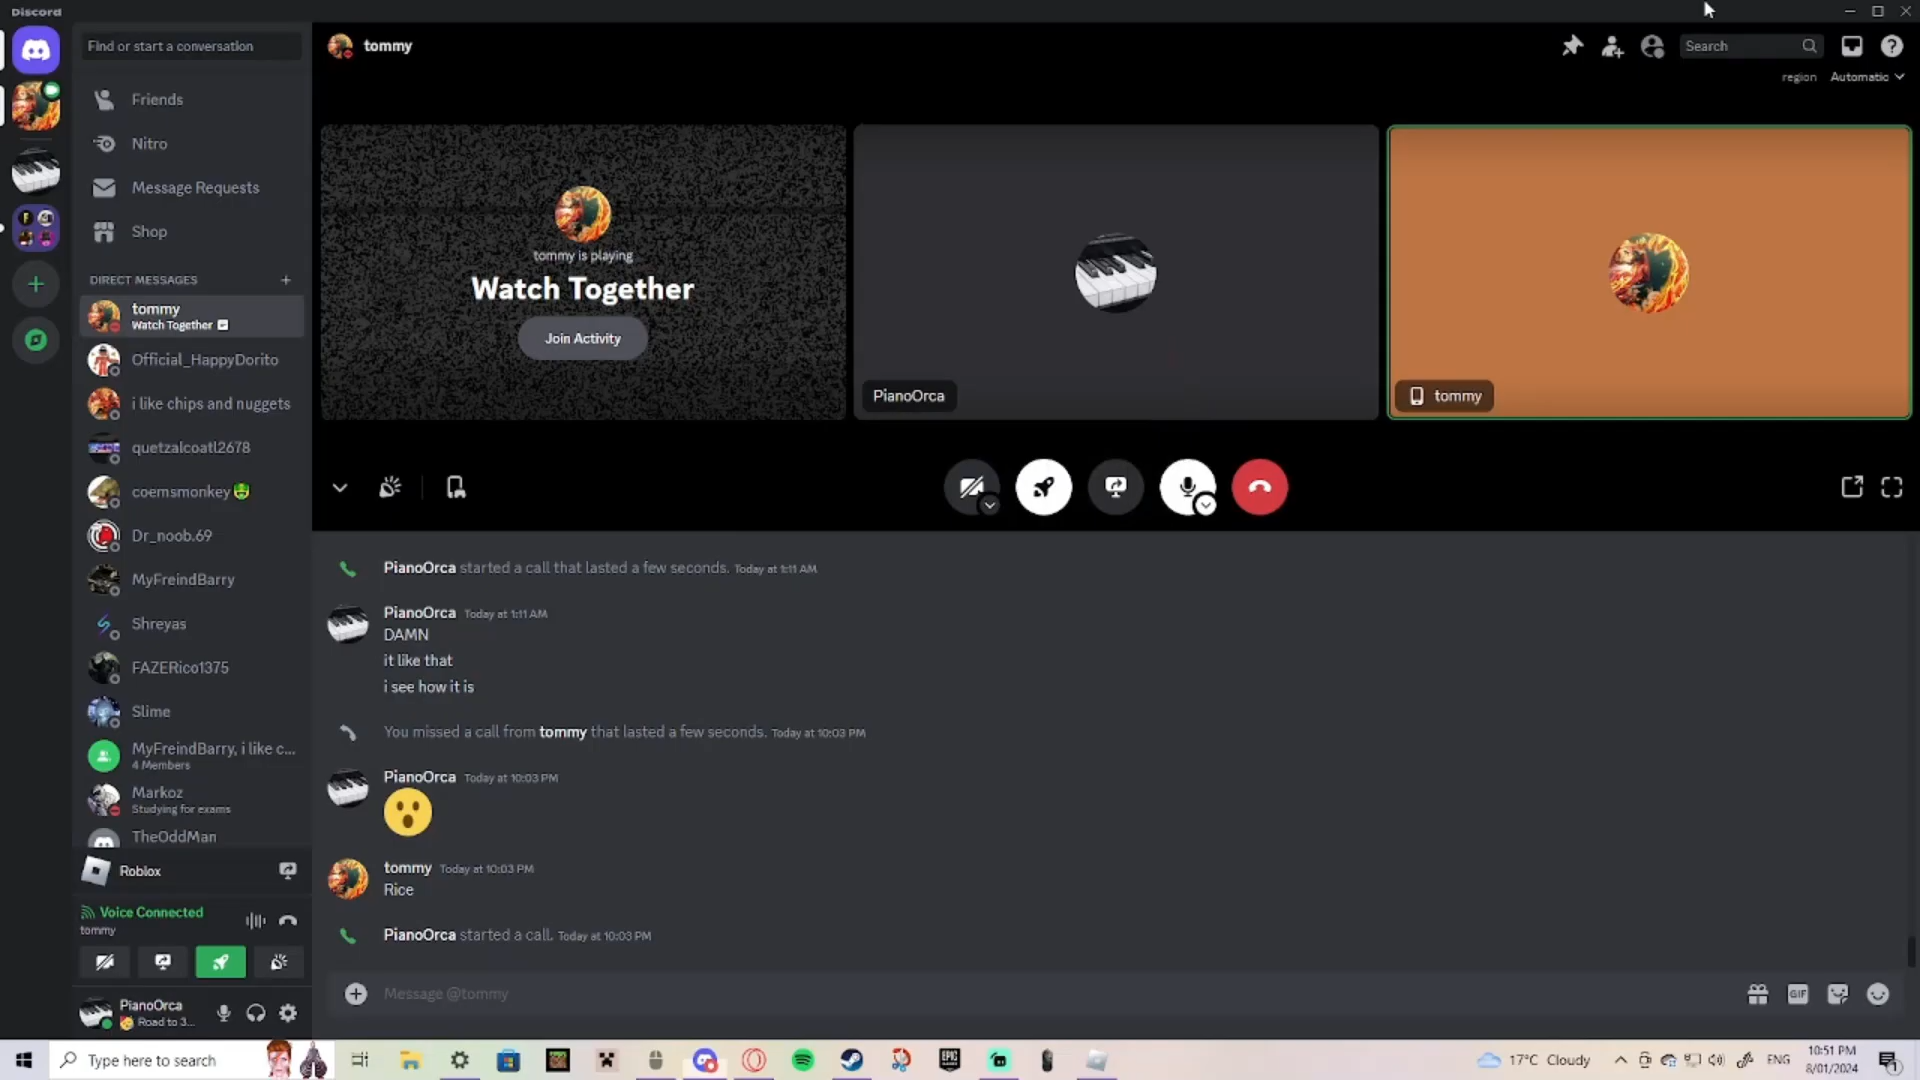 Discord
Find or start a conversation
tommy
Search
region Automatic
Friends
Nitro
Message Requests
Shop
DIRECT MESSAGES
tommy
Watch Together
Official_HappyDorito
i like chips and nuggets
quetzalcoatl2678
coemsmonkey
Dr_noob.69
MyFreindBarry
Shreyas
FAZERico1375
Slime
MyFreindBarry, i like c...
4 Members
Markoz
Studying for exams
TheOddMan
Roblox
Voice Connected
tommy
PianoOrca
Road to 3...
tommy is playing
Watch Together
Join Activity
PianoOrca
tommy
PianoOrca started a call that lasted a few seconds. Today at 1:11 AM
PianoOrca Today at 1:11 AM
DAMN
it like that
i see how it is
You missed a call from tommy that lasted a few seconds. Today at 10:03 PM
PianoOrca Today at 10:03 PM
tommy Today at 10:03 PM
Rice
PianoOrca started a call. Today at 10:03 PM
Message @tommy
GIF
Type here to search
EPIC
17°C Cloudy
ENG
10:51 PM
8/01/2024
1